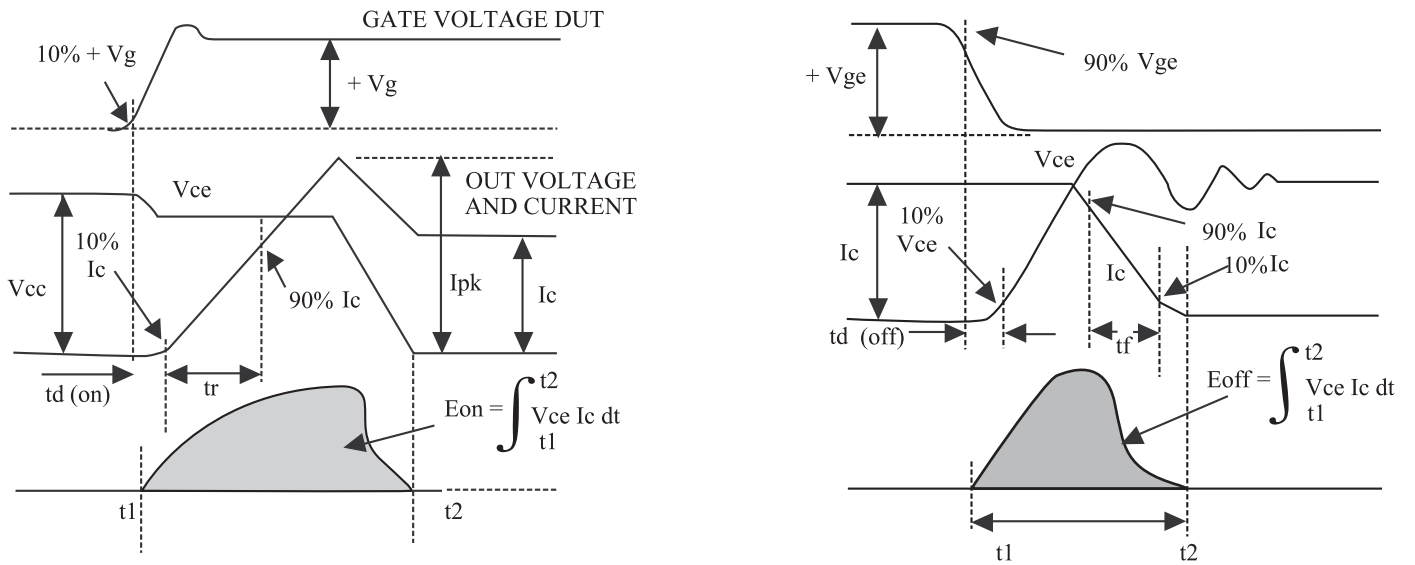 GATE VOLTAGE DUT
10% + Vg
+ Vg
Vce
OUT VOLTAGE
AND CURRENT
10%
Ic
Vcc
90% Ic
Ipk
Ic
td (on)
tr
Eon = ∫ t2
Vce Ic dt
t1
t1
t2
90% Vge
+ Vge
Vce
10%
Vce
90% Ic
Ic
Ic
10% Ic
td (off)
tf
Eoff = ∫ t2
Vce Ic dt
t1
t1
t2